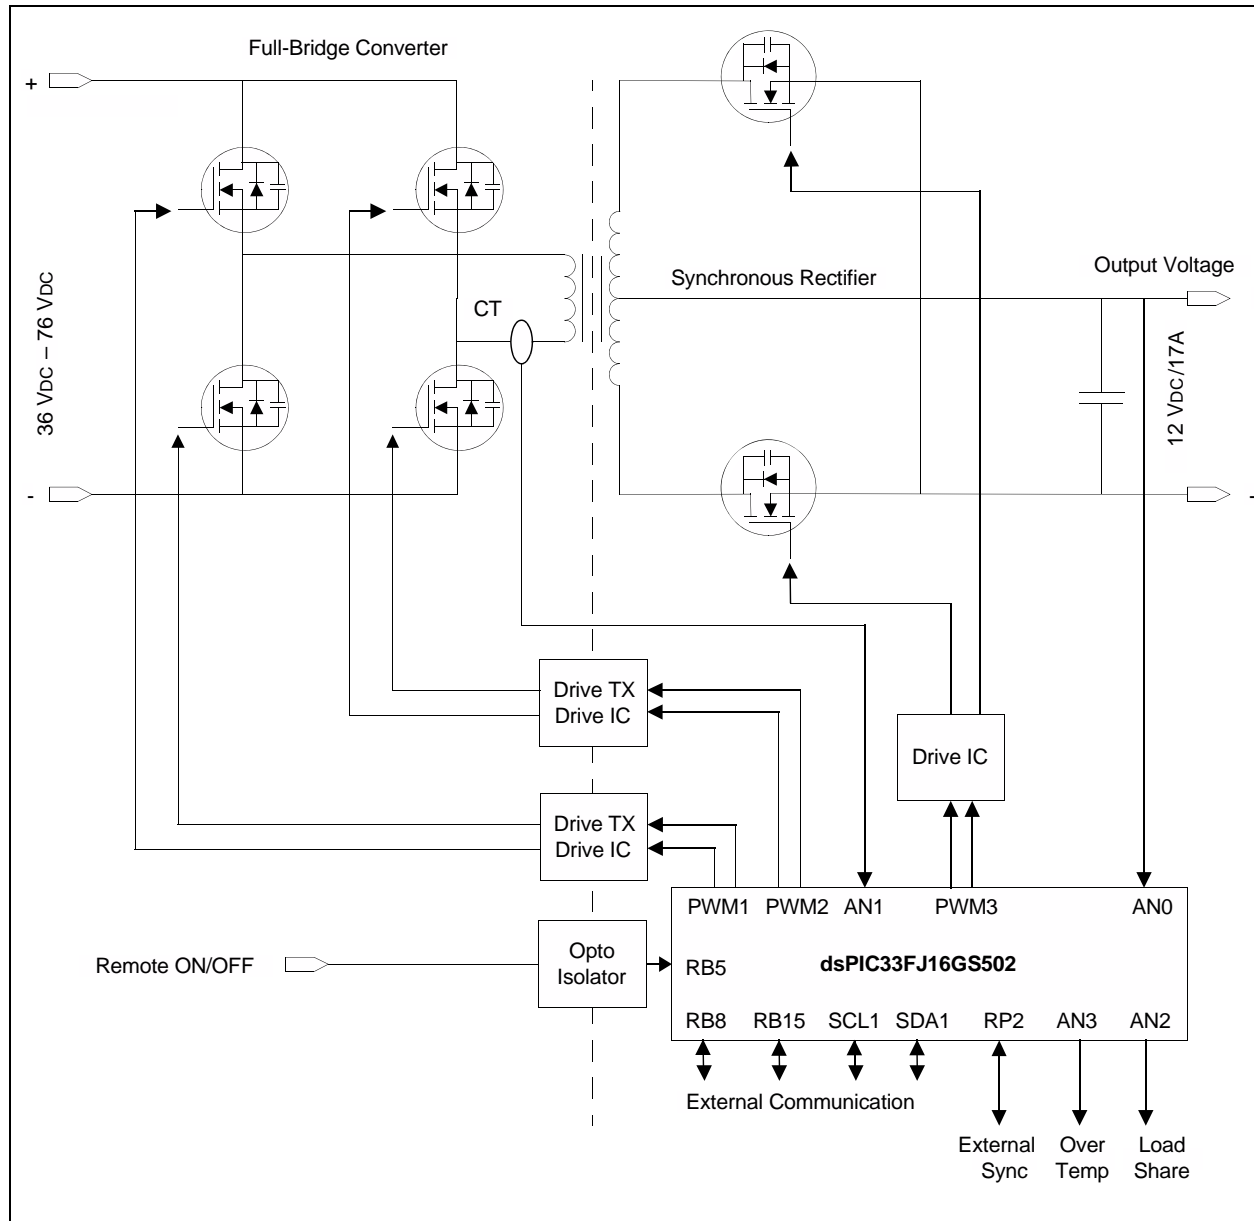 Full-Bridge Converter
+
36 VDC – 76 VDC
-
CT
Synchronous Rectifier
Output Voltage
12 VDC/17A
-
Drive TX
Drive IC
Drive TX
Drive IC
Drive IC
Remote ON/OFF
Opto
Isolator
PWM1 PWM2 AN1 PWM3 AN0
RB5 dsPIC33FJ16GS502
RB8 RB15 SCL1 SDA1 RP2 AN3 AN2
External Communication
External
Sync
Over
Temp
Load
Share